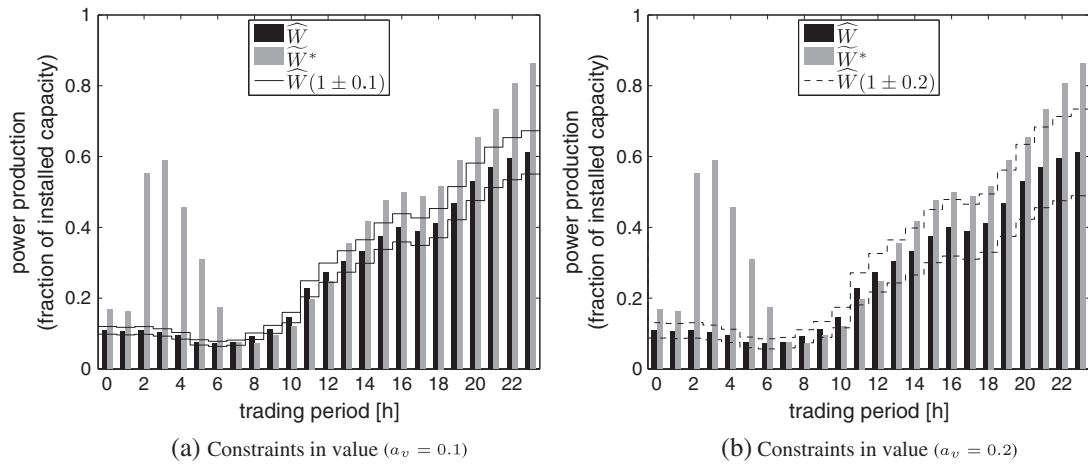 1
0.8
0.6
0.4
0.2
0
power production
(fraction of installed capacity)
Ŵ
W̃*
Ŵ(1 ± 0.1)
0 2 4 6 8 10 12 14 16 18 20 22
trading period [h]
(a) Constraints in value (a_v = 0.1)
1
0.8
0.6
0.4
0.2
0
power production
(fraction of installed capacity)
Ŵ
W̃*
Ŵ(1 ± 0.2)
0 2 4 6 8 10 12 14 16 18 20 22
trading period [h]
(b) Constraints in value (a_v = 0.2)